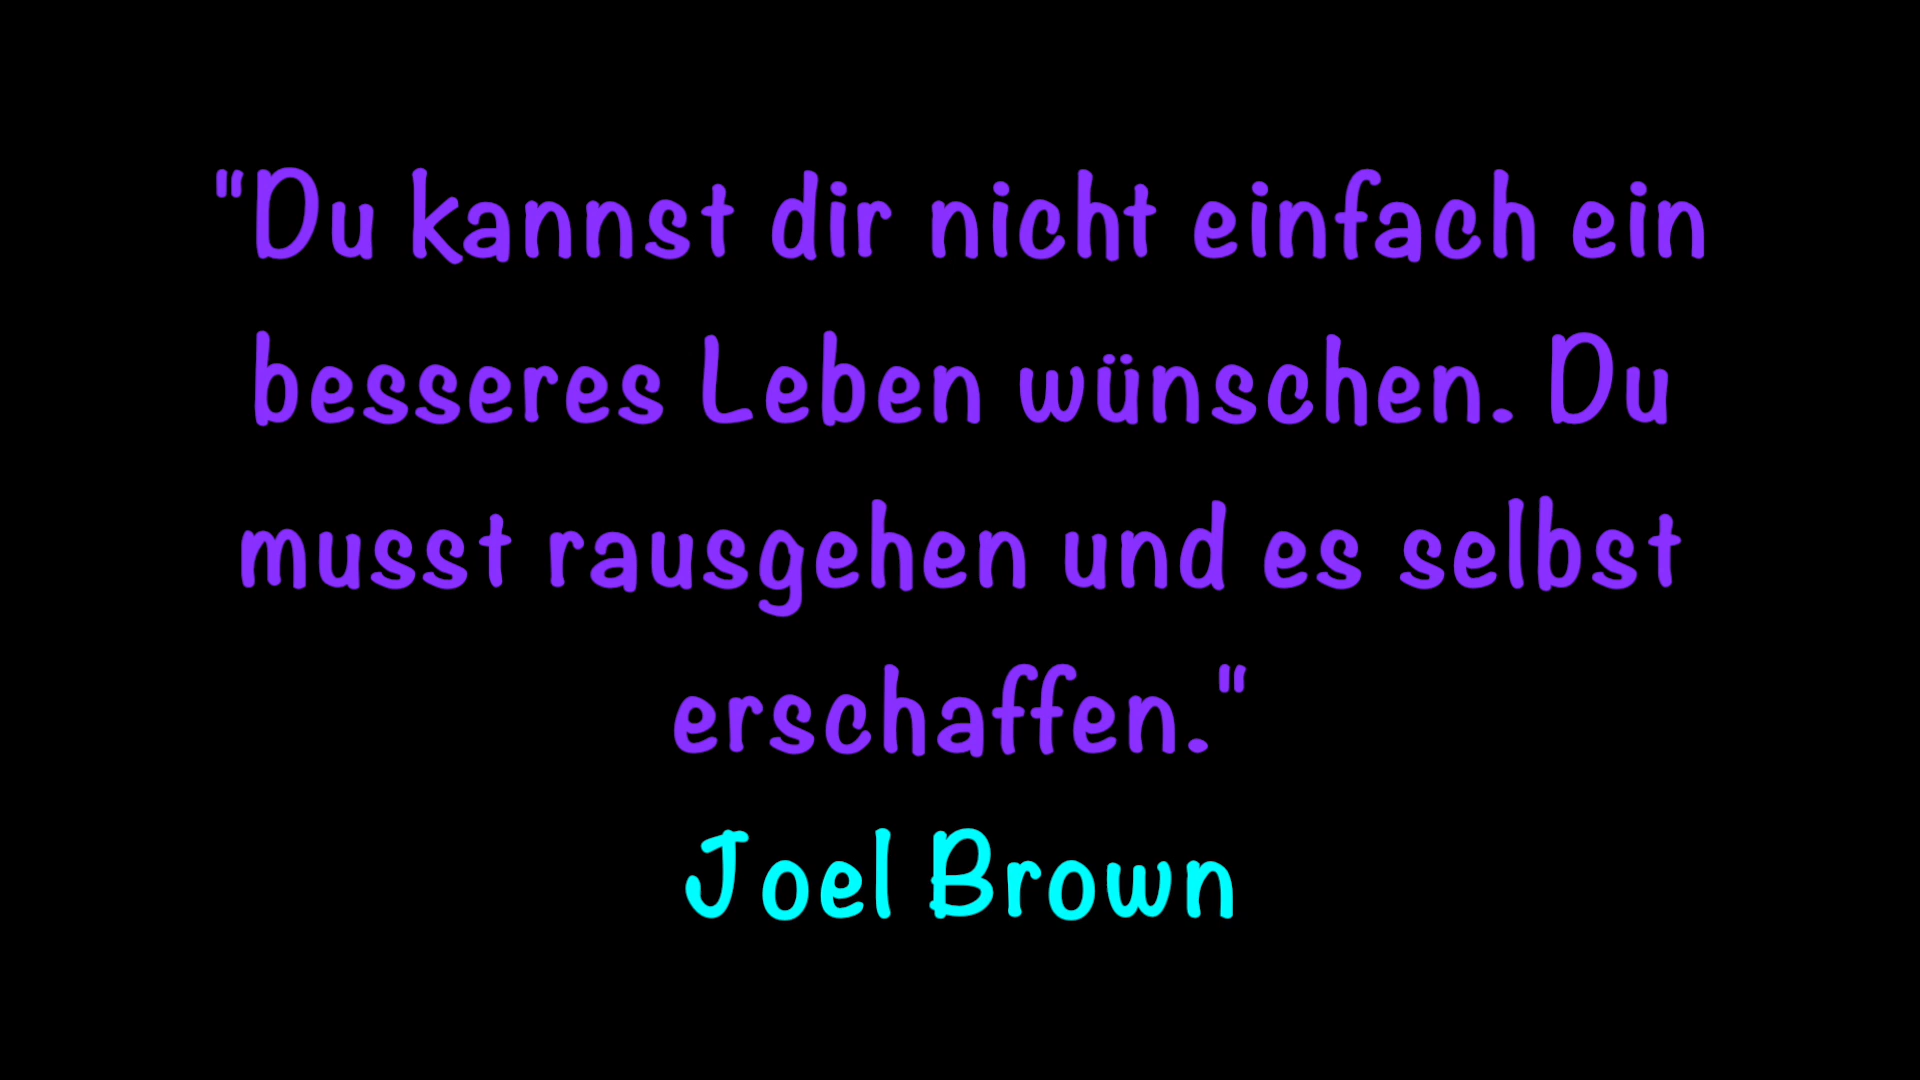 "Du kannst dir nicht einfach ein
besseres Leben wünschen. Du
musst rausgehen und es selbst
erschaffen."
Joel Brown